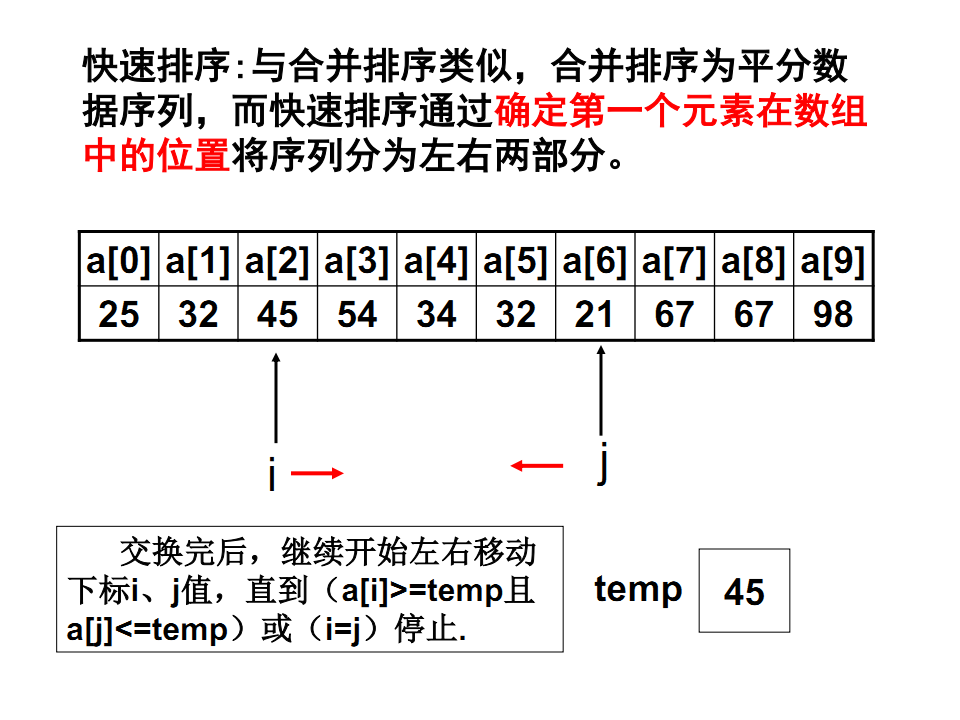 快速排序:与合并排序类似，合并排序为平分数
据序列，而快速排序通过确定第一个元素在数组
中的位置将序列分为左右两部分。
a[0] a[1] a[2] a[3] a[4] a[5] a[6] a[7] a[8] a[9]
25 32 45 54 34 32 21 67 67 98
i
j
交换完后，继续开始左右移动
下标i、j值，直到（a[i]>=temp且
a[j]<=temp）或（i=j）停止.
temp 45